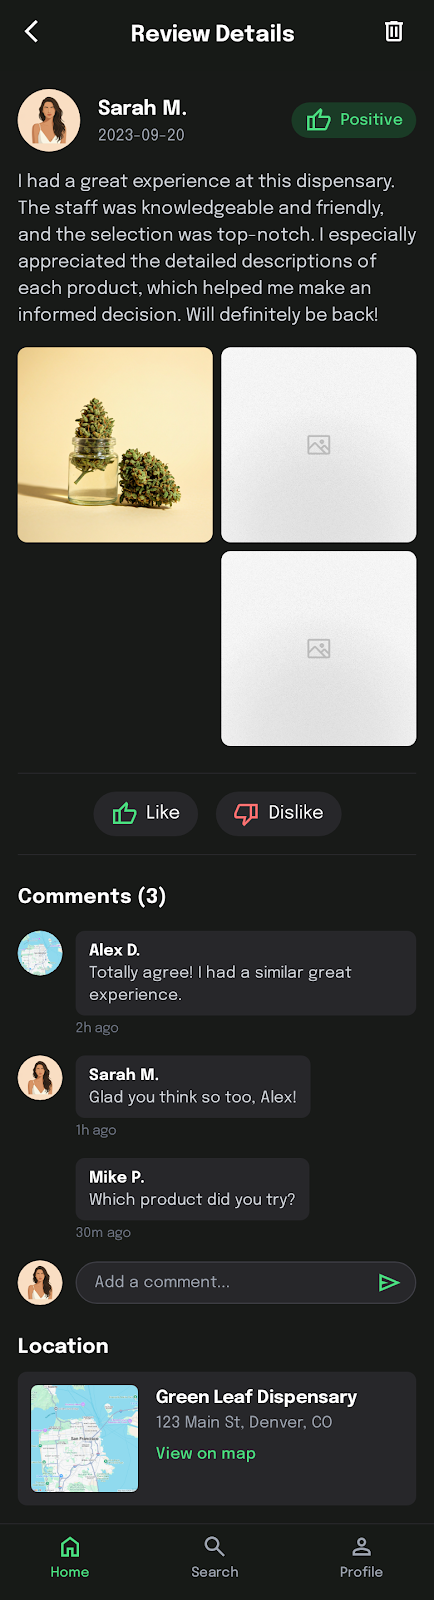 Review Details
Sarah M.
2023-09-20
Positive
I had a great experience at this dispensary.
The staff was knowledgeable and friendly,
and the selection was top-notch. I especially
appreciated the detailed descriptions of
each product, which helped me make an
informed decision. Will definitely be back!
Like
Dislike
Comments (3)
Alex D.
Totally agree! I had a similar great
experience.
2h ago
Sarah M.
Glad you think so too, Alex!
1h ago
Mike P.
Which product did you try?
30m ago
Add a comment...
Location
Green Leaf Dispensary
123 Main St, Denver, CO
View on map
San Francisco
Home
Search
Profile